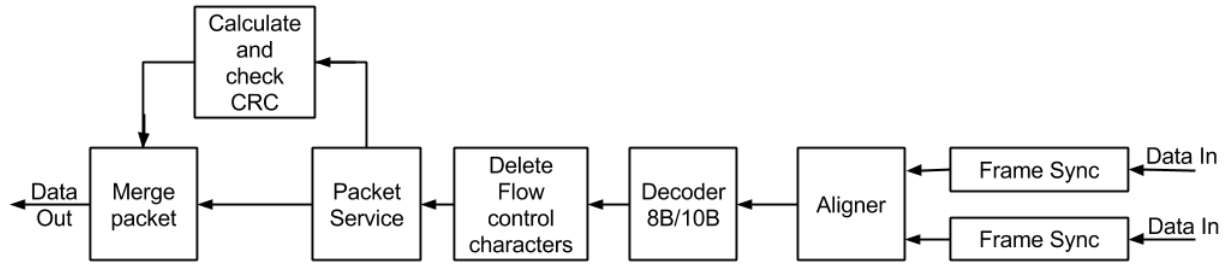 Calculate
and
check
CRC
Data
Out
Merge
packet
Packet
Service
Delete
Flow
control
characters
Decoder
8B/10B
Aligner
Frame Sync
Data In
Frame Sync
Data In